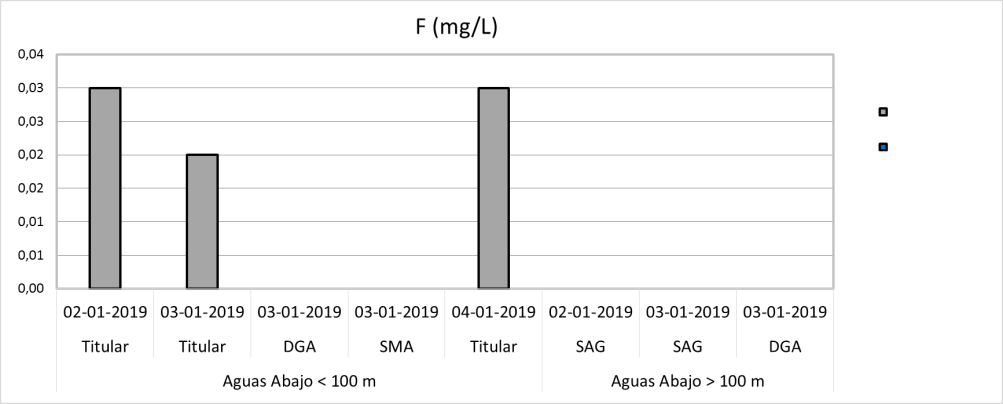 F (mg/L)
0,04
0,03
0,03
0,02
0,02
0,01
0,01
0,00
02-01-2019 03-01-2019 03-01-2019 03-01-2019 04-01-2019 02-01-2019 03-01-2019 03-01-2019
Titular Titular DGA SMA Titular SAG SAG DGA
Aguas Abajo < 100 m Aguas Abajo > 100 m